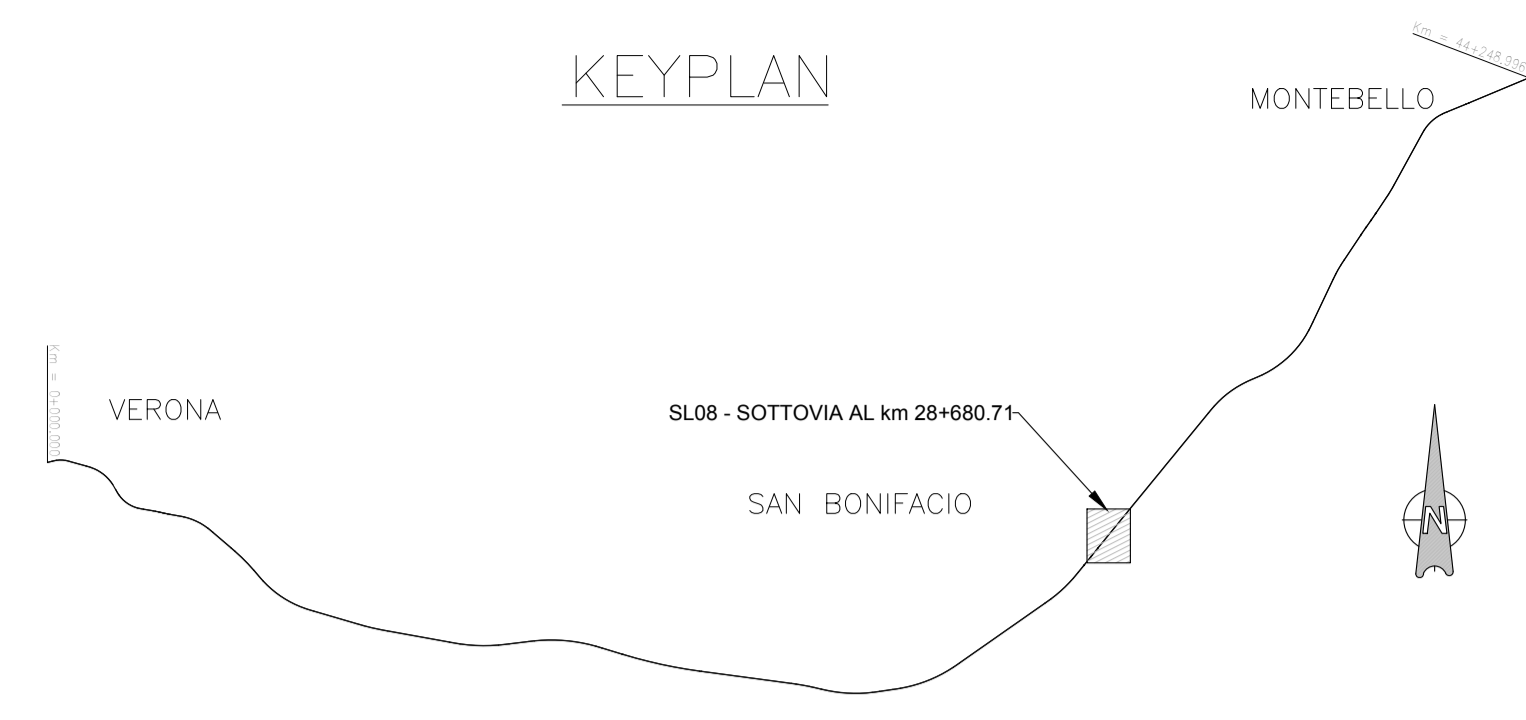 KEYPLAN
Km = 44+248.996
MONTEBELLO
Km = 0+000.000
VERONA
SL08 - SOTTOVIA AL km 28+680.71
SAN BONIFACIO
N